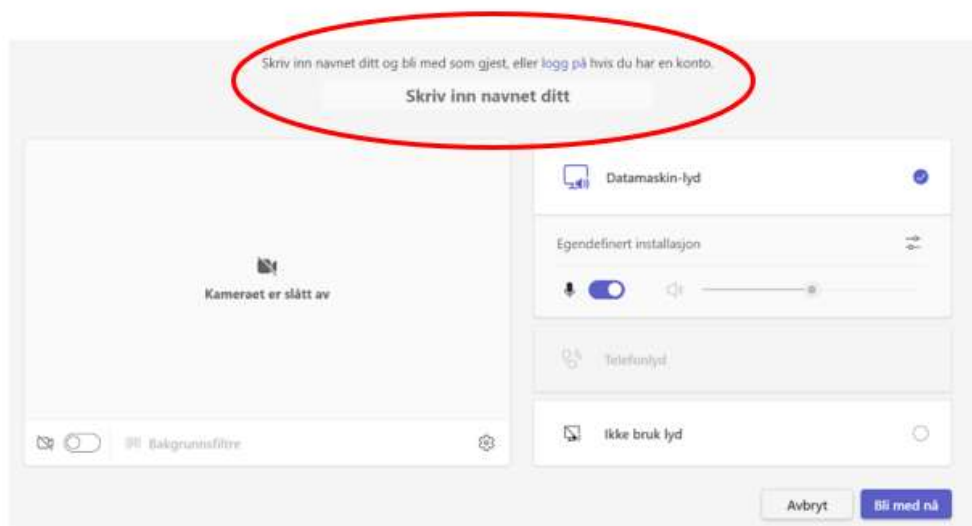 Skriv inn navnet ditt og bli med som gjest, eller logg på hvis du har en konto.
Skriv inn navnet ditt
Kameraet er slått av
Bakgrunnsfiltre
Datamaskin-lyd
Egendefinert installasjon
Telefonlyd
Ikke bruk lyd
Avbryt
Bli med nå